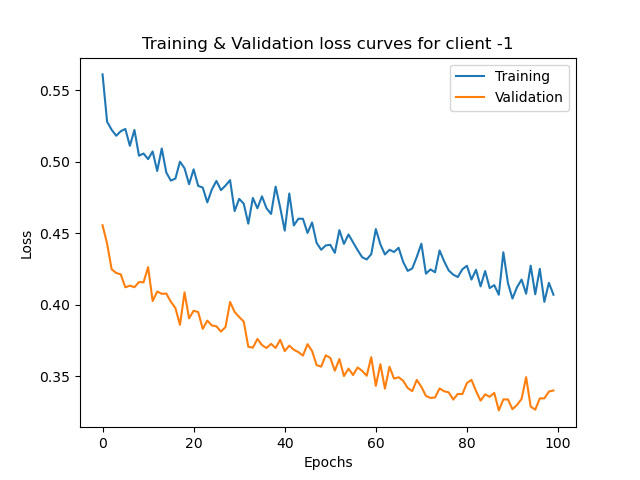 Training & Validation loss curves for client -1
Training
Validation
0.55
0.50
0.45
0.40
0.35
Loss
0 20 40 60 80 100
Epochs